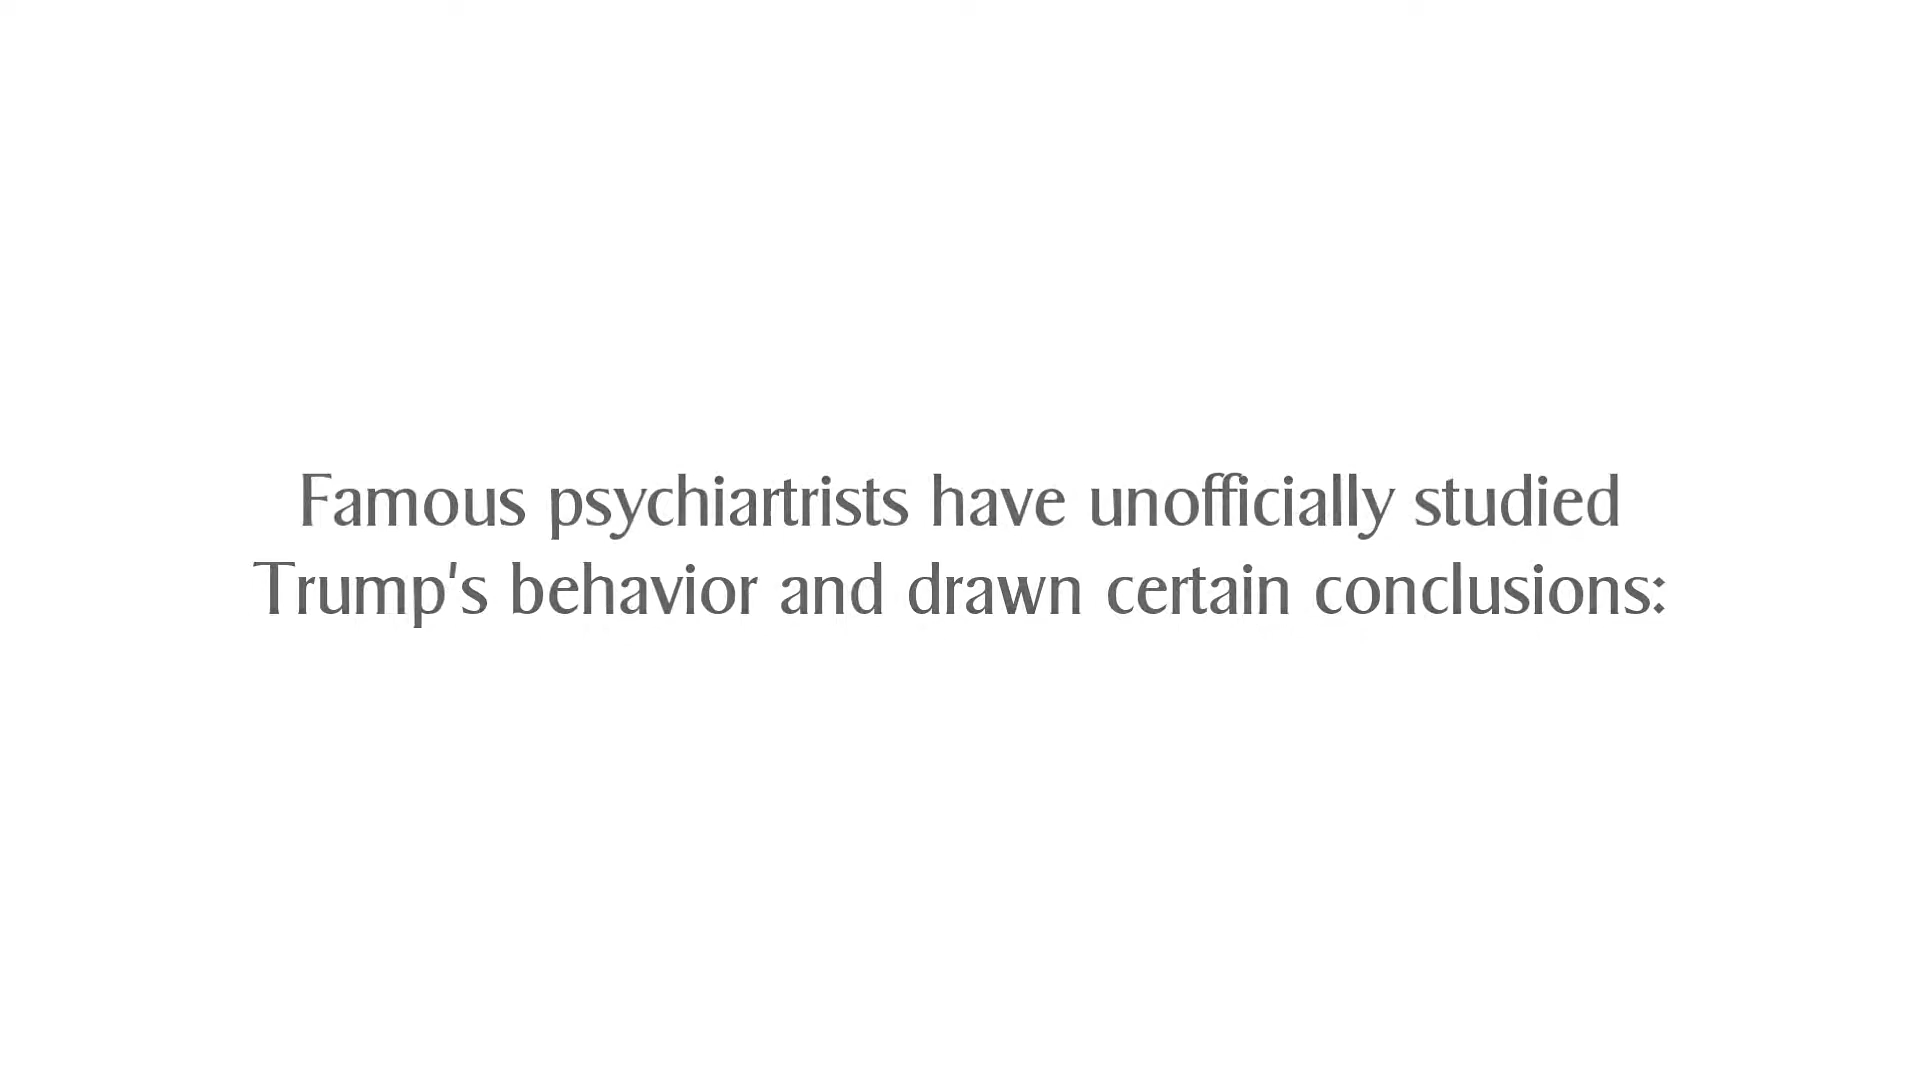 Famous psychiartrists have unofficially studied
Trump's behavior and drawn certain conclusions: